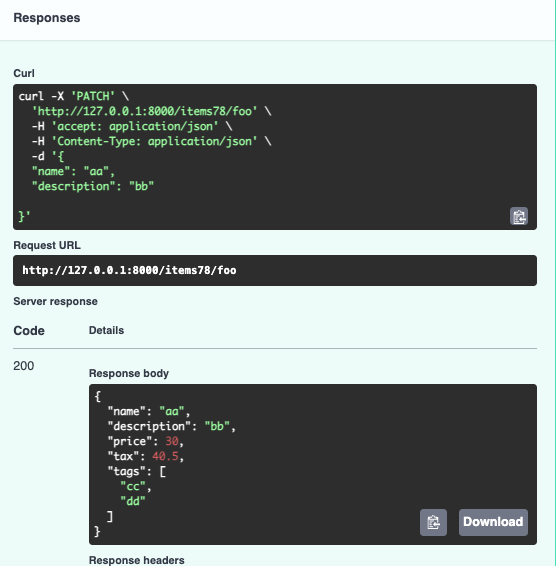 Responses
Curl
curl -X 'PATCH' \
  'http://127.0.0.1:8000/items78/foo' \
  -H 'accept: application/json' \
  -H 'Content-Type: application/json' \
  -d '{
  "name": "aa",
  "description": "bb"
}'
Request URL
http://127.0.0.1:8000/items78/foo
Server response
Code Details
200
Response body
{
  "name": "aa",
  "description": "bb",
  "price": 30,
  "tax": 40.5,
  "tags": [
    "cc",
    "dd"
  ]
}
Download
Response headers